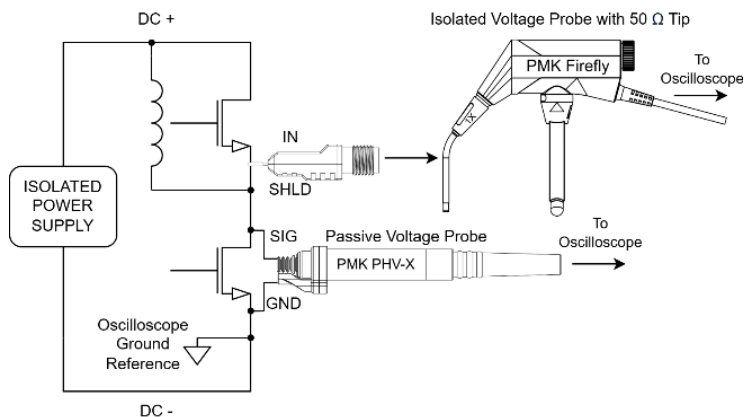 DC +
Isolated Voltage Probe with 50 Ω Tip
To
Oscilloscope
PMK Firefly
1X
IN
SHLD
ISOLATED
POWER
SUPPLY
SIG
Passive Voltage Probe
To
Oscilloscope
PMK PHV-X
GND
Oscilloscope
Ground
Reference
DC -